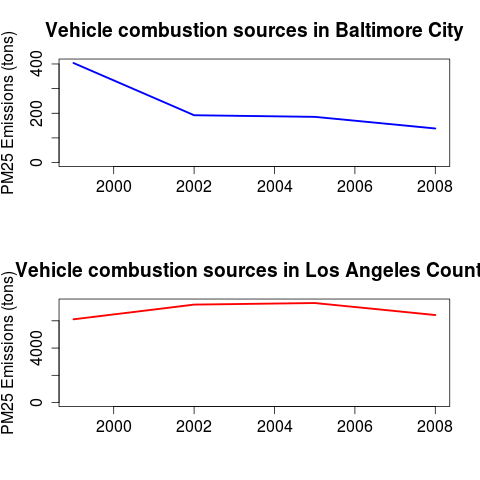 Vehicle combustion sources in Baltimore City
PM25 Emissions (tons)
400
200
0
2000 2002 2004 2006 2008
Vehicle combustion sources in Los Angeles Count
PM25 Emissions (tons)
4000
0
2000 2002 2004 2006 2008